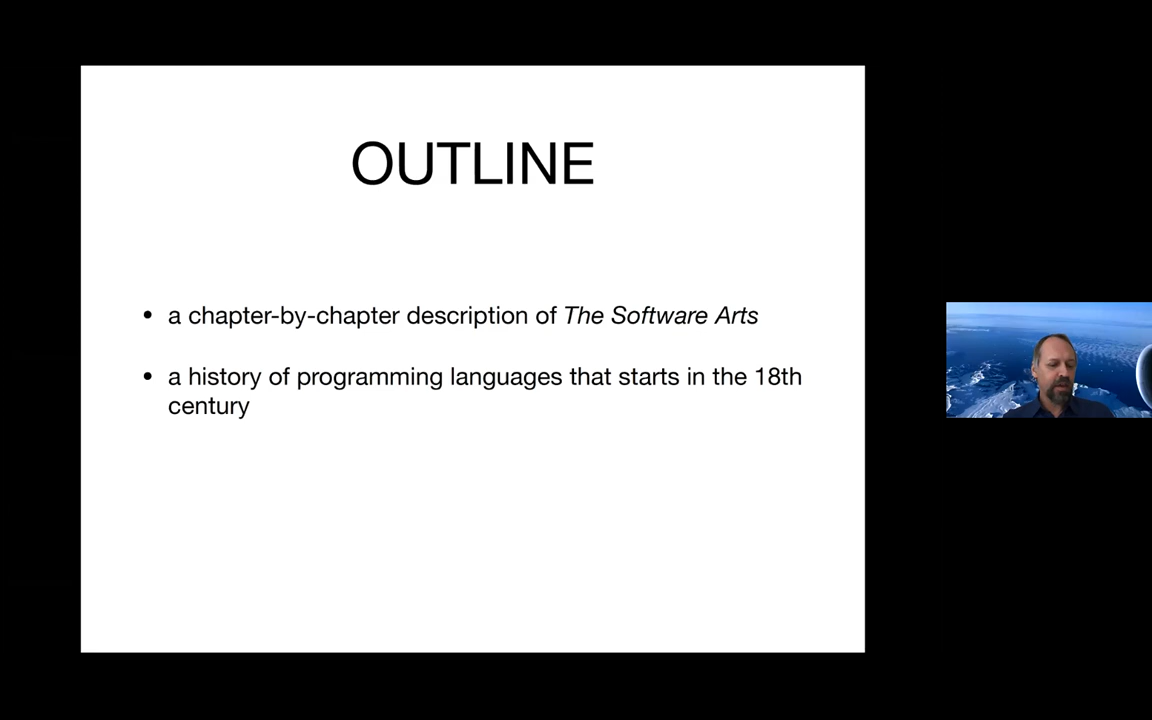 OUTLINE
• a chapter-by-chapter description of The Software Arts
• a history of programming languages that starts in the 18th
century